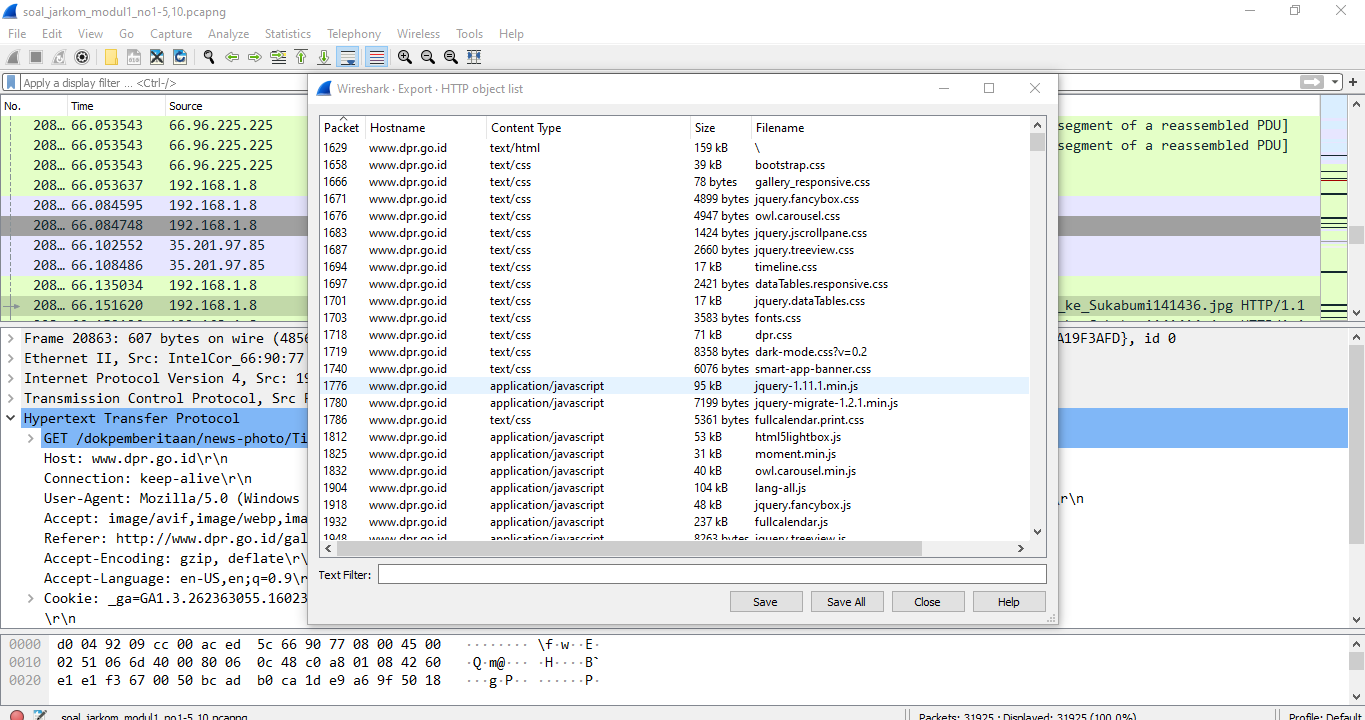 soal_jarkom_modul1_no1-5,10.pcapng
File Edit View Go Capture Analyze Statistics Telephony Wireless Tools Help
Apply a display filter ... <Ctrl-/>
No. Time Source
208... 66.053543 66.96.225.225 segment of a reassembled PDU]
208... 66.053543 66.96.225.225 segment of a reassembled PDU]
208... 66.053543 66.96.225.225
208... 66.053637 192.168.1.8
208... 66.084595 192.168.1.8
208... 66.084748 192.168.1.8
208... 66.102552 35.201.97.85
208... 66.108486 35.201.97.85
208... 66.135034 192.168.1.8
208... 66.151620 192.168.1.8 _ke_Sukabumi141436.jpg HTTP/1.1
Wireshark · Export · HTTP object list
Packet Hostname Content Type Size Filename
1629 www.dpr.go.id text/html 159 kB \
1658 www.dpr.go.id text/css 39 kB bootstrap.css
1666 www.dpr.go.id text/css 78 bytes gallery_responsive.css
1671 www.dpr.go.id text/css 4899 bytes jquery.fancybox.css
1676 www.dpr.go.id text/css 4947 bytes owl.carousel.css
1683 www.dpr.go.id text/css 1424 bytes jquery.jscrollpane.css
1687 www.dpr.go.id text/css 2660 bytes jquery.treeview.css
1694 www.dpr.go.id text/css 17 kB timeline.css
1697 www.dpr.go.id text/css 2421 bytes dataTables.responsive.css
1701 www.dpr.go.id text/css 17 kB jquery.dataTables.css
1703 www.dpr.go.id text/css 3583 bytes fonts.css
1718 www.dpr.go.id text/css 71 kB dpr.css
1719 www.dpr.go.id text/css 8358 bytes dark-mode.css?v=0.2
1740 www.dpr.go.id text/css 6076 bytes smart-app-banner.css
1776 www.dpr.go.id application/javascript 95 kB jquery-1.11.1.min.js
1780 www.dpr.go.id application/javascript 7199 bytes jquery-migrate-1.2.1.min.js
1786 www.dpr.go.id text/css 5361 bytes fullcalendar.print.css
1812 www.dpr.go.id application/javascript 53 kB html5lightbox.js
1825 www.dpr.go.id application/javascript 31 kB moment.min.js
1832 www.dpr.go.id application/javascript 40 kB owl.carousel.min.js
1904 www.dpr.go.id application/javascript 104 kB lang-all.js
1918 www.dpr.go.id application/javascript 48 kB jquery.fancybox.js
1932 www.dpr.go.id application/javascript 237 kB fullcalendar.js
1948 www.dpr.go.id application/javascript 8263 bytes jquery.treeview.js
Text Filter:
Save Save All Close Help
Frame 20863: 607 bytes on wire (4856 A19F3AFD}, id 0
Ethernet II, Src: IntelCor_66:90:77
Internet Protocol Version 4, Src: 19
Transmission Control Protocol, Src P
Hypertext Transfer Protocol
GET /dokpemberitaan/news-photo/Ti
Host: www.dpr.go.id\r\n
Connection: keep-alive\r\n
User-Agent: Mozilla/5.0 (Windows \r\n
Accept: image/avif,image/webp,ima
Referer: http://www.dpr.go.id/gal
Accept-Encoding: gzip, deflate\r\
Accept-Language: en-US,en;q=0.9\r
Cookie: _ga=GA1.3.262363055.16023
\r\n
0000 d0 04 92 09 cc 00 ac ed 5c 66 90 77 08 00 45 00 ········ \f·w··E·
0010 02 51 06 6d 40 00 80 06 0c 48 c0 a8 01 08 42 60 ·Q·m@··· ·H····B`
0020 e1 e1 f3 67 00 50 bc ad b0 ca 1d e9 a6 9f 50 18 ···g·P·· ······P·
soal_jarkom_modul1_no1-5,10.pcapng Packets: 31925 · Displayed: 31925 (100.0%) Profile: Default